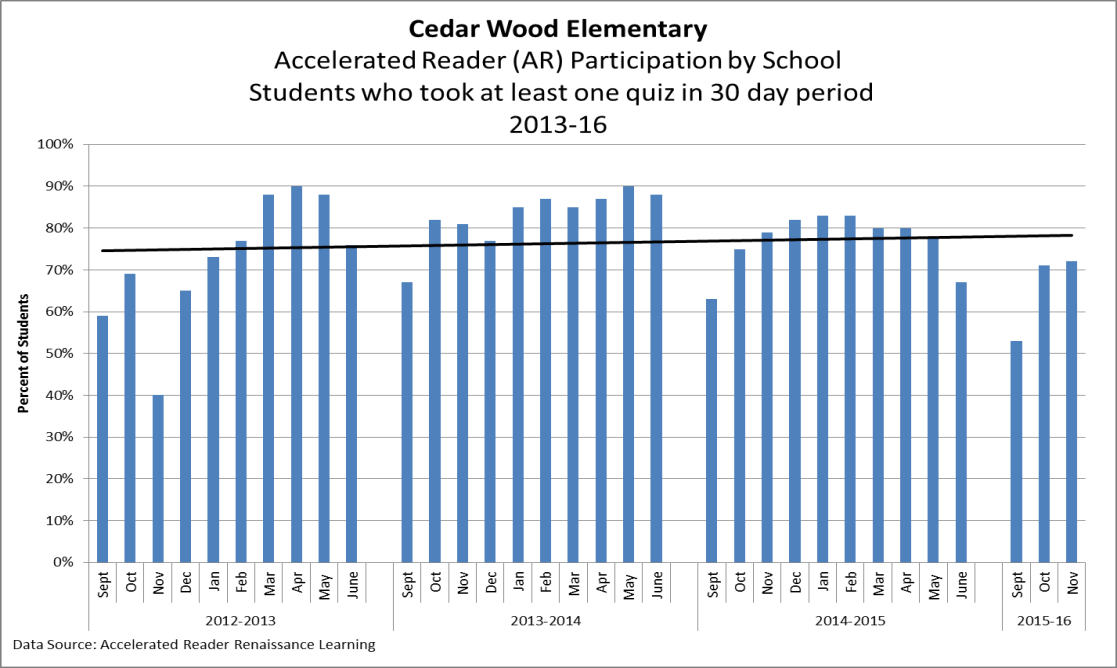 Cedar Wood Elementary
Accelerated Reader (AR) Participation by School
Students who took at least one quiz in 30 day period
2013-16
Percent of Students
100%
90%
80%
70%
60%
50%
40%
30%
20%
10%
0%
Sept Oct Nov Dec Jan Feb Mar Apr May June Sept Oct Nov Dec Jan Feb Mar Apr May June Sept Oct Nov Dec Jan Feb Mar Apr May June Sept Oct Nov
2012-2013 2013-2014 2014-2015 2015-16
Data Source: Accelerated Reader Renaissance Learning